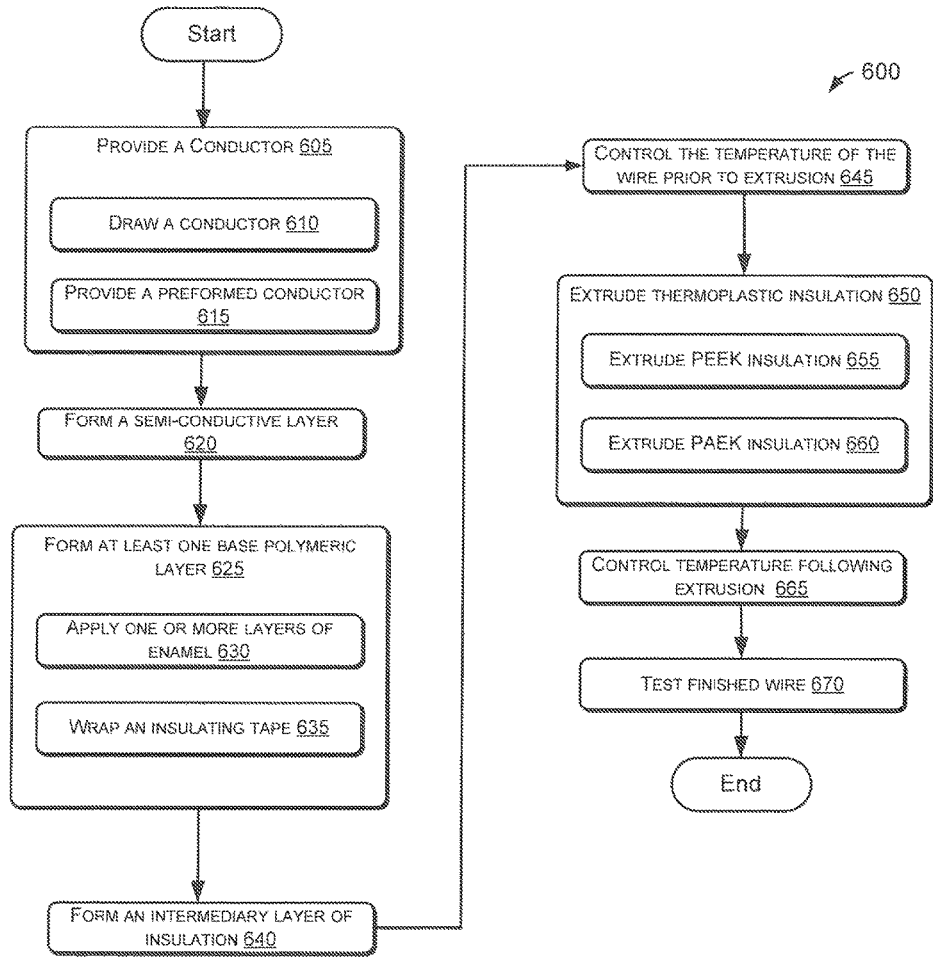 Start
600
PROVIDE A CONDUCTOR 605
DRAW A CONDUCTOR 610
PROVIDE A PREFORMED CONDUCTOR
615
FORM A SEMI-CONDUCTIVE LAYER
620
FORM AT LEAST ONE BASE POLYMERIC
LAYER 625
APPLY ONE OR MORE LAYERS OF
ENAMEL 630
WRAP AN INSULATING TAPE 635
FORM AN INTERMEDIARY LAYER OF
INSULATION 640
CONTROL THE TEMPERATURE OF THE
WIRE PRIOR TO EXTRUSION 645
EXTRUDE THERMOPLASTIC INSULATION 650
EXTRUDE PEEK INSULATION 655
EXTRUDE PAEK INSULATION 660
CONTROL TEMPERATURE FOLLOWING
EXTRUSION 665
TEST FINISHED WIRE 670
End